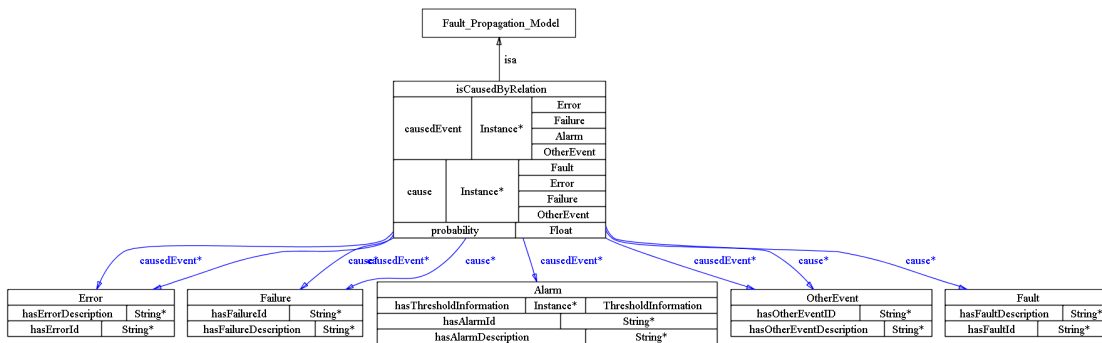 Fault_Propagation_Model
isa
isCausedByRelation
causedEvent Instance* Error
Failure
Alarm
OtherEvent
cause Instance* Fault
Error
Failure
OtherEvent
probability Float
causedEvent* cause* causedEvent* cause* causedEvent* causedEvent* cause* cause*
Error
hasErrorDescription String*
hasErrorId String*
Failure
hasFailureId String*
hasFailureDescription String*
Alarm
hasThresholdInformation Instance* ThresholdInformation
hasAlarmId String*
hasAlarmDescription String*
OtherEvent
hasOtherEventID String*
hasOtherEventDescription String*
Fault
hasFaultDescription String*
hasFaultId String*